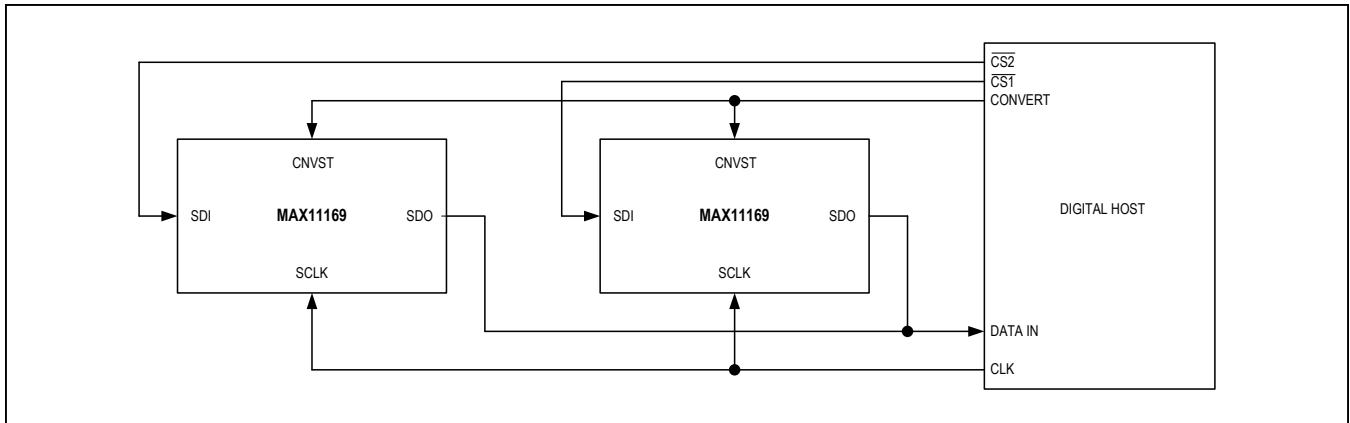 CS2
CS1
CONVERT
CNVST
CNVST
SDI MAX11169 SDO
SDI MAX11169 SDO
DIGITAL HOST
SCLK
SCLK
DATA IN
CLK